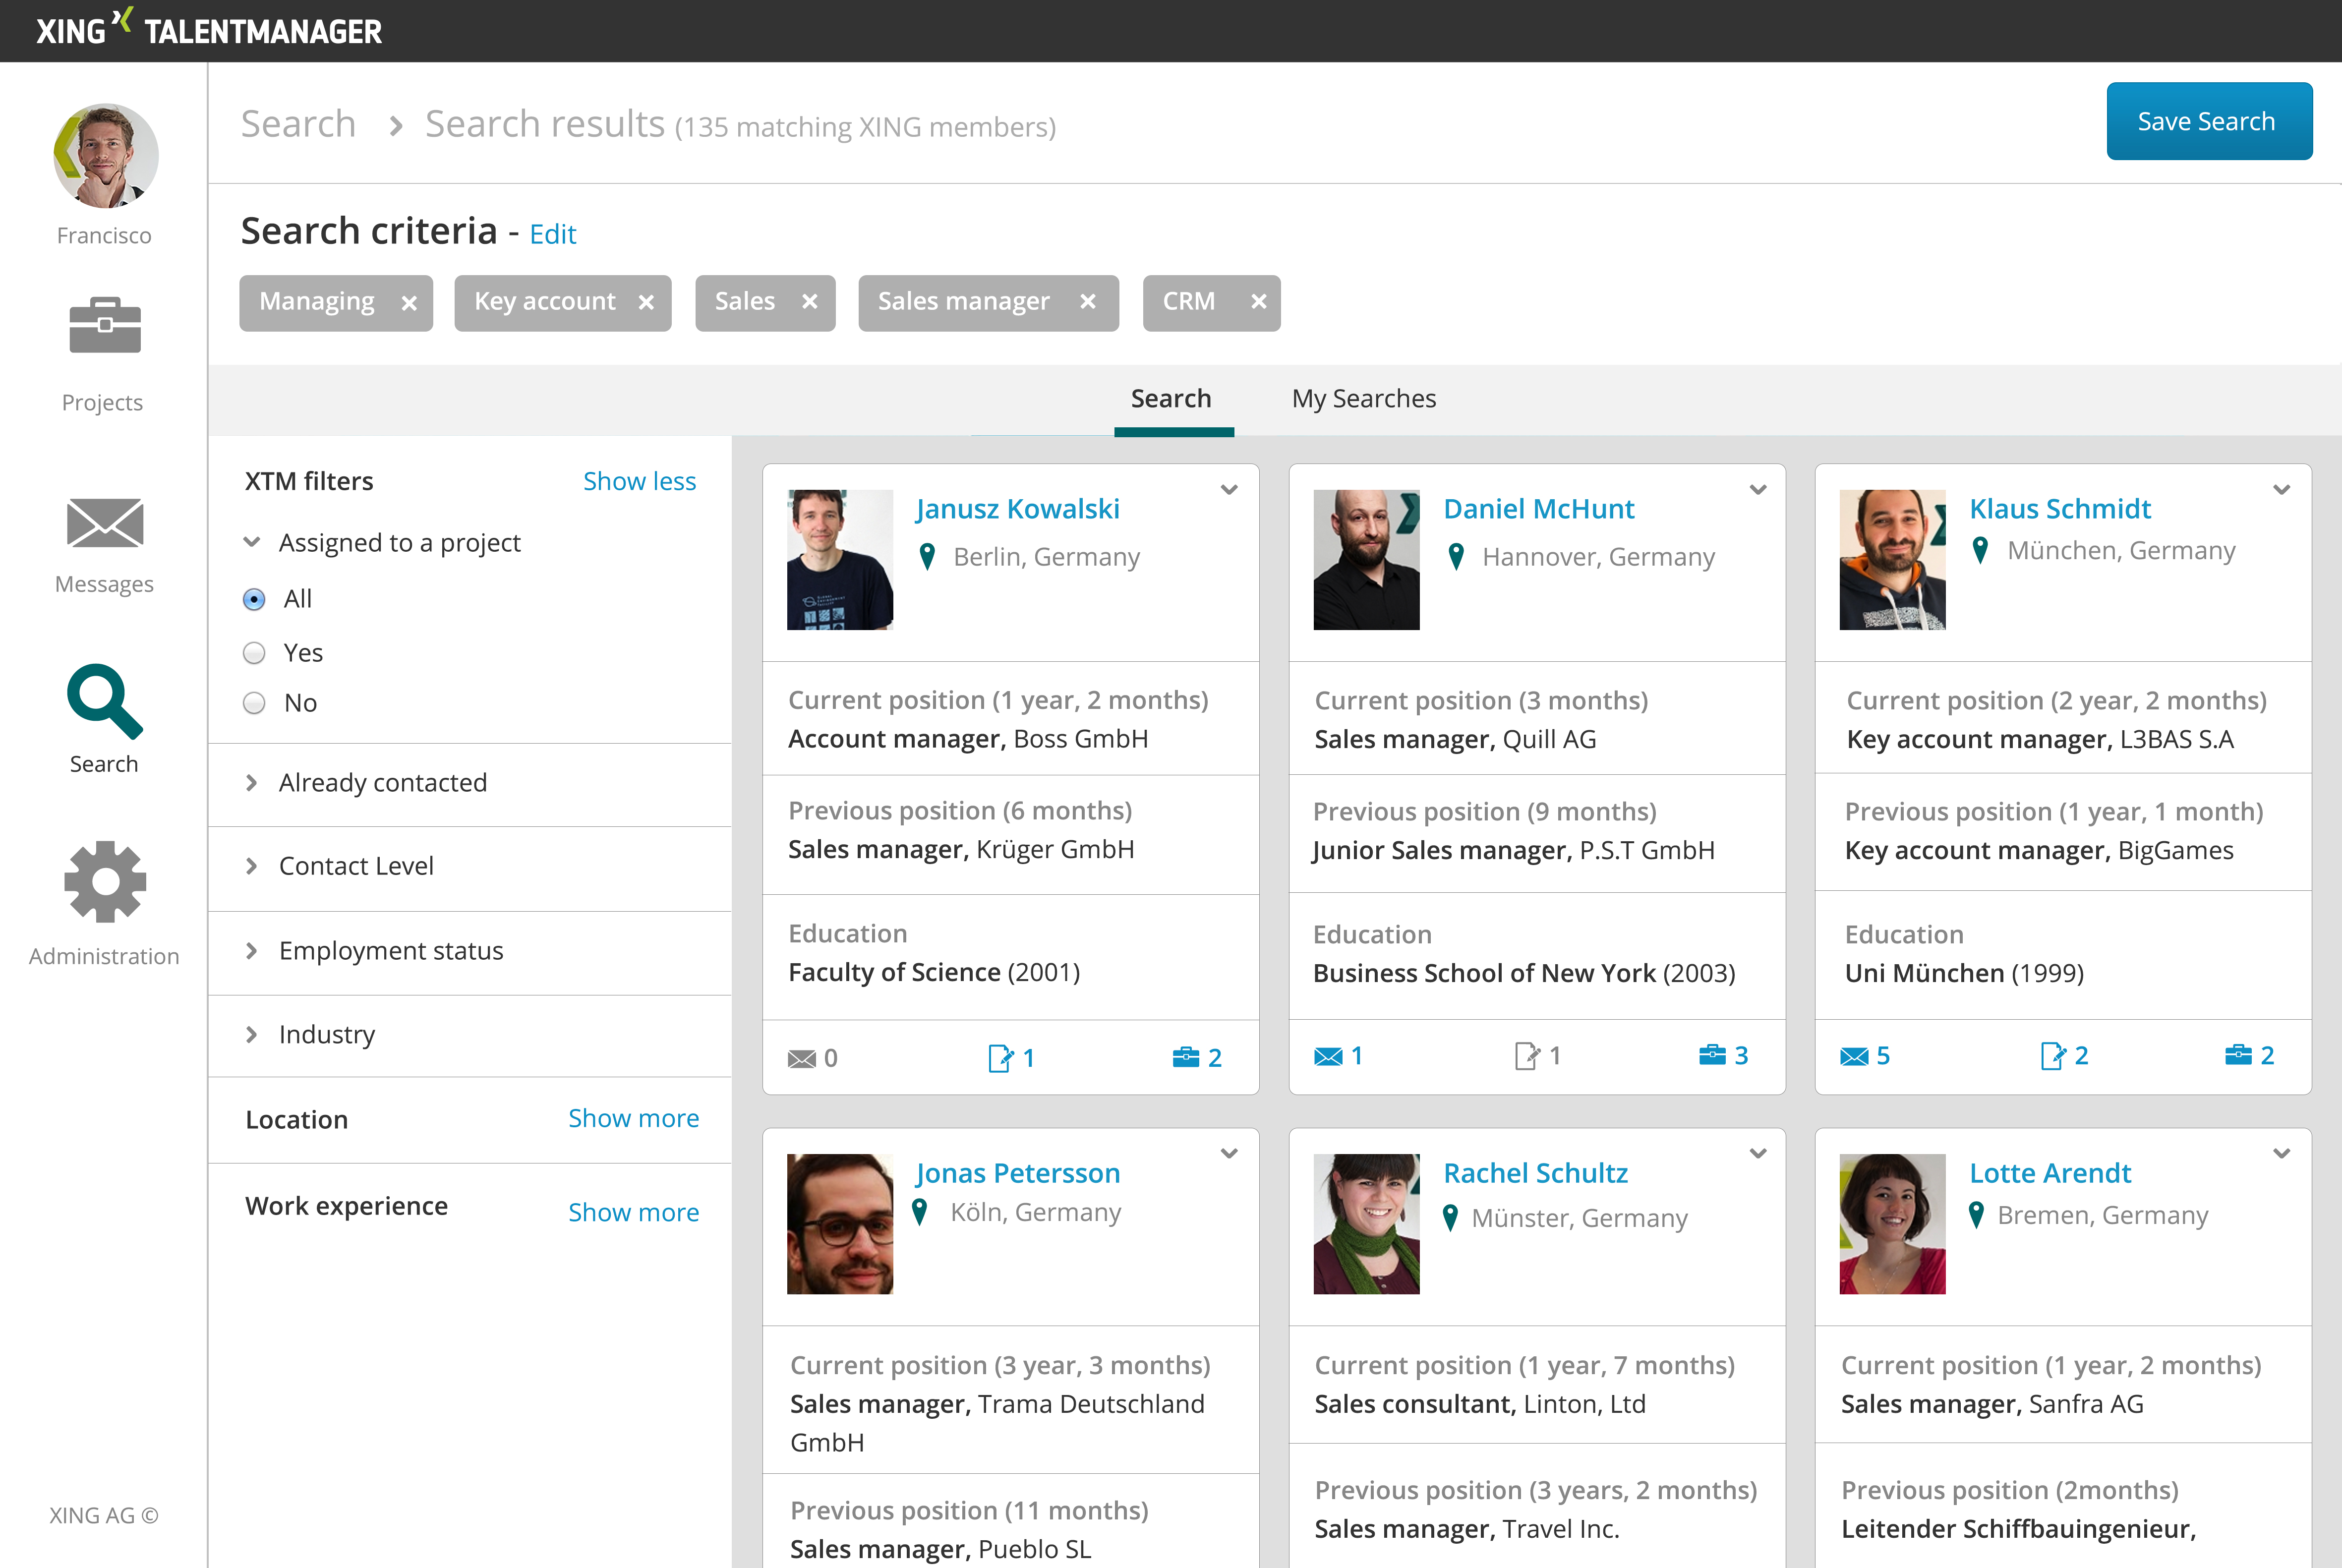 XING TALENTMANAGER
Search > Search results (135 matching XING members)
Save Search
Francisco
Projects
Messages
Search
Administration
XING AG ©
Search criteria - Edit
Managing ×
Key account ×
Sales ×
Sales manager ×
CRM ×
Search
My Searches
XTM filters
Show less
Assigned to a project
All
Yes
No
Already contacted
Contact Level
Employment status
Industry
Location
Show more
Work experience
Show more
Janusz Kowalski
Berlin, Germany
Current position (1 year, 2 months)
Account manager, Boss GmbH
Previous position (6 months)
Sales manager, Krüger GmbH
Education
Faculty of Science (2001)
0
1
2
Daniel McHunt
Hannover, Germany
Current position (3 months)
Sales manager, Quill AG
Previous position (9 months)
Junior Sales manager, P.S.T GmbH
Education
Business School of New York (2003)
1
1
3
Klaus Schmidt
München, Germany
Current position (2 year, 2 months)
Key account manager, L3BAS S.A
Previous position (1 year, 1 month)
Key account manager, BigGames
Education
Uni München (1999)
5
2
2
Jonas Petersson
Köln, Germany
Current position (3 year, 3 months)
Sales manager, Trama Deutschland
GmbH
Previous position (11 months)
Sales manager, Pueblo SL
Rachel Schultz
Münster, Germany
Current position (1 year, 7 months)
Sales consultant, Linton, Ltd
Previous position (3 years, 2 months)
Sales manager, Travel Inc.
Lotte Arendt
Bremen, Germany
Current position (1 year, 2 months)
Sales manager, Sanfra AG
Previous position (2months)
Leitender Schiffbauingenieur,